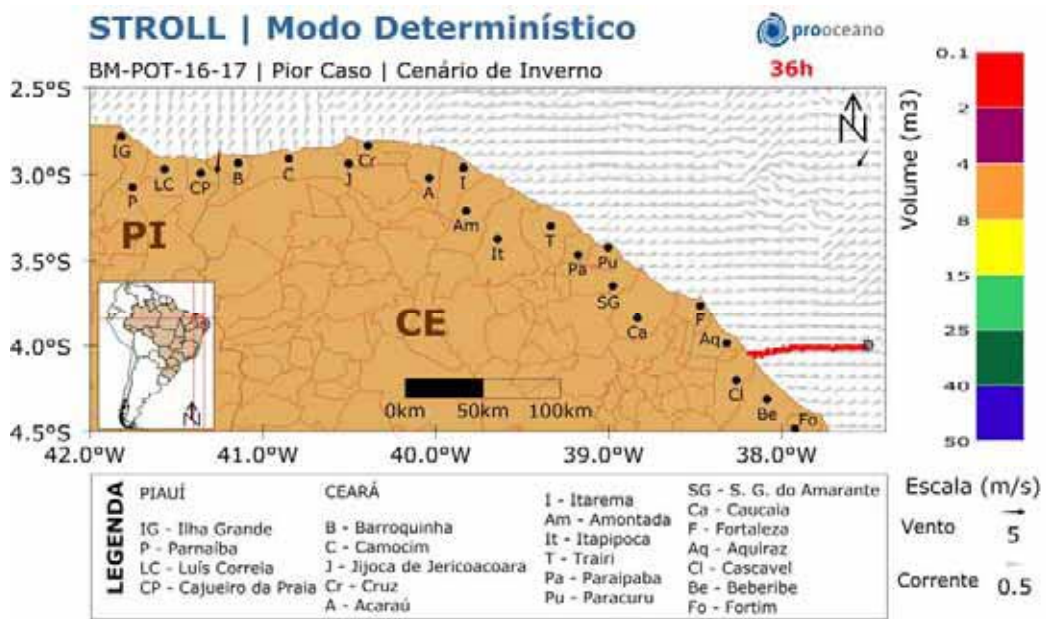 STROLL | Modo Determinístico
prooceano
BM-POT-16-17 | Pior Caso | Cenário de Inverno
36h
2.5°S
3.0°S
3.5°S
4.0°S
4.5°S
42.0°W
41.0°W
40.0°W
39.0°W
38.0°W
IG
P
LC
CP
B
C
J
Cr
A
I
Am
It
T
Pa
Pu
SG
Ca
F
Aq
Cl
Be
Fo
PI
CE
N
N
0km
50km
100km
Volume (m3)
0.1
2
4
8
15
25
40
50
LEGENDA
PIAUÍ
IG - Ilha Grande
P - Parnaíba
LC - Luís Correia
CP - Cajueiro da Praia
CEARÁ
B - Barroquinha
C - Camocim
J - Jijoca de Jericoacoara
Cr - Cruz
A - Acaraú
I - Itarema
Am - Amontada
It - Itapipoca
T - Trairi
Pa - Paraipaba
Pu - Paracuru
SG - S. G. do Amarante
Ca - Caucaia
F - Fortaleza
Aq - Aquiraz
Cl - Cascavel
Be - Beberibe
Fo - Fortim
Escala (m/s)
Vento
5
Corrente
0.5